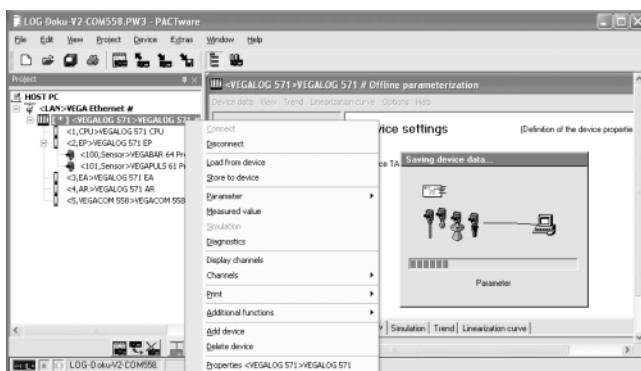 LOG-Doku-V2-COM558.PW3 - PACTware
File Edit View Project Device Extras Window Help
Project
HOST PC
<LAN>VEGA Ethernet #
[ * ] <VEGALOG 571>VEGALOG 571 #
<1,CPU>VEGALOG 571 CPU
<2,EP>VEGALOG 571 EP
<100,Sensor>VEGABAR 64 Pr
<101,Sensor>VEGAPULS 61 P
<3,EA>VEGALOG 571 EA
<4,AR>VEGALOG 571 AR
<5,VEGACOM 558>VEGACOM 558
Connect
Disconnect
Load from device
Store to device
Parameter
Measured value
Simulation
Diagnostics
Display channels
Channels
Print
Additional functions
Add device
Delete device
Properties <VEGALOG 571>VEGALOG 571
<VEGALOG 571>VEGALOG 571 # Offline parameterization
Device data View Trend Linearization curve Options Help
vice settings
(Definition of the device propertie
ce TA
Saving device data...
Parameter
Simulation Trend Linearization curve
LOG-Doku-V2-COM558.